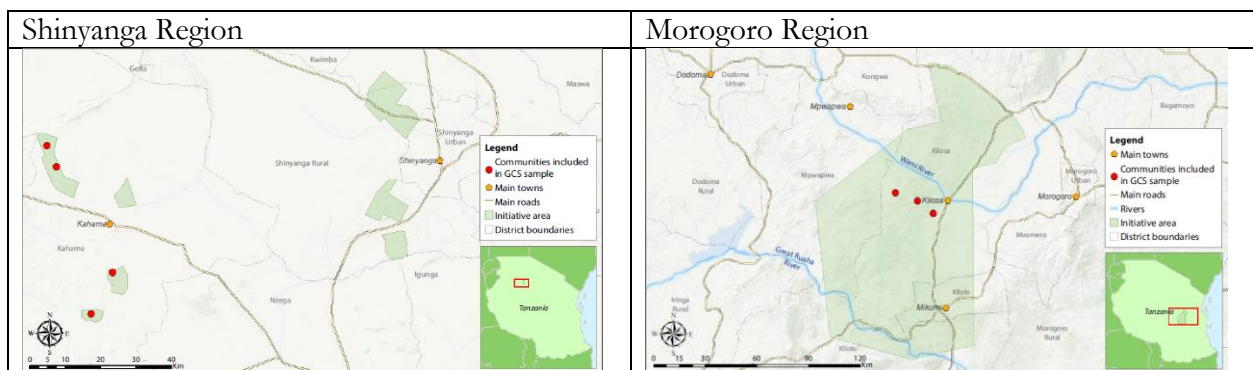 Shinyanga Region
Geita
Kwimba
Maswa
Shinyanga Urban
Shinyanga
Shinyanga Rural
Kahama
Kahama
Igunga
Nzega
Legend
Communities included
in GCS sample
Main towns
Main roads
Initiative area
District boundaries
Tanzania
N
W
E
S
0 5 10 20 30 40
Km
Morogoro Region
Dodoma
Dodoma
Urban
Kongwa
Mpwapwa
Bagamoyo
Kilosa
Wami River
Mpwapwa
Dodoma
Rural
Kilosa
Morogoro
Urban
Morogoro
Mvomero
Great Ruaha
River
Iringa
Rural
Kilolo
Mikumi
Kilolo
Morogoro
Rural
Legend
Main towns
Communities included
in GCS sample
Main roads
Rivers
Initiative area
District boundaries
Tanzania
N
W
E
S
0 15 30 60 90 120
Km